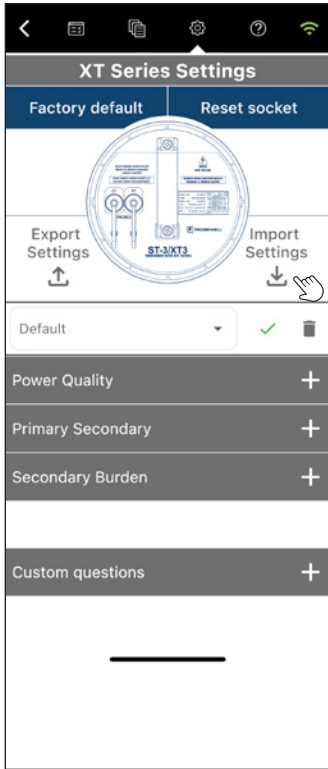 XT Series Settings
Factory default
Reset socket
ST-3/XT3
Export
Settings
Import
Settings
Default
Power Quality
Primary Secondary
Secondary Burden
Custom questions